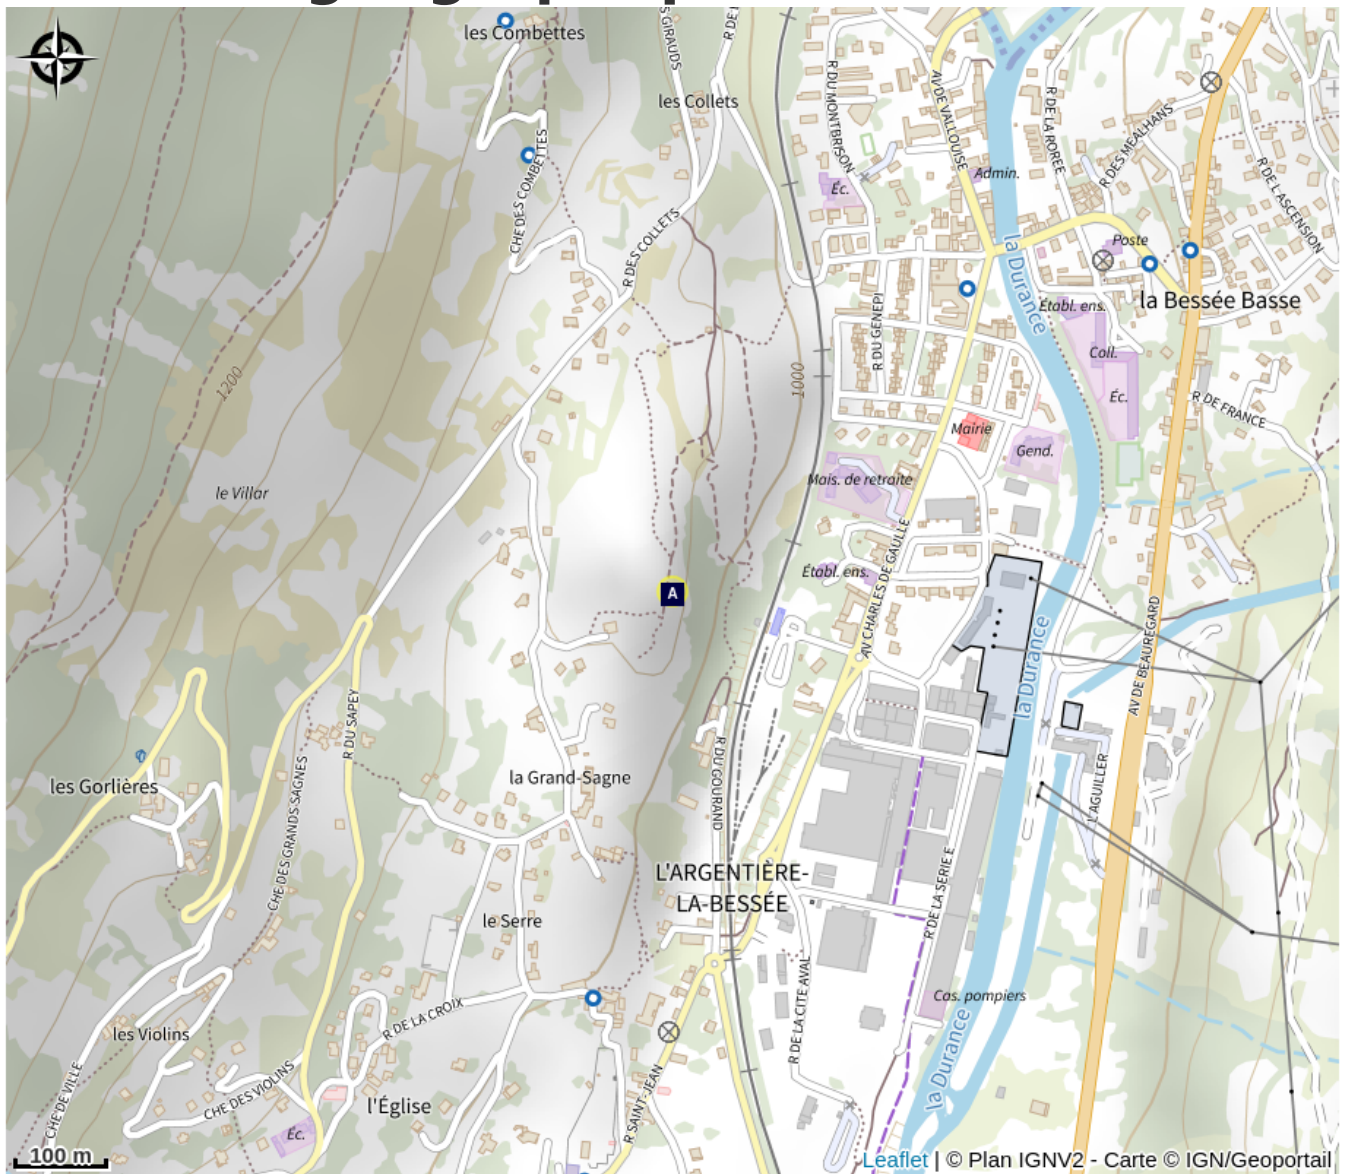 les Combettes
S GIRAUDS
R DE
les Collets
R DU MONTBRISON
AV DE VALLOUISE
R DE LA ROREE
R DES MEALHANS
R DE L'ASCENSION
CHE DES COMBETTES
Éc.
Admin.
R DES COLLETS
Poste
la Durance
la Bessée Basse
Établ. ens.
R DU GENEPI
Coll.
1200
1000
Éc.
R DE FRANCE
Mairie
Gend.
Mais. de retraite
le Villar
AV CHARLES DE GAULLE
Établ. ens.
A
AV DE BEAUREGARD
la Durance
R DU SAPEY
les Gorlières
CHE DES GRANDS SAGNES
la Grand-Sagne
R DU GOURAND
L'AGUILLER
L'ARGENTIÈRE-
LA-BESSÉE
R DE LA SERIE E
le Serre
R DE LA CITE AVAL
Cas. pompiers
les Violins
R DE LA CROIX
la Durance
CHE DE VILLE
CHE DES VIOLINS
l'Église
R SAINT-JEAN
Éc.
100 m
Leaflet | © Plan IGNV2 - Carte © IGN/Geoportail